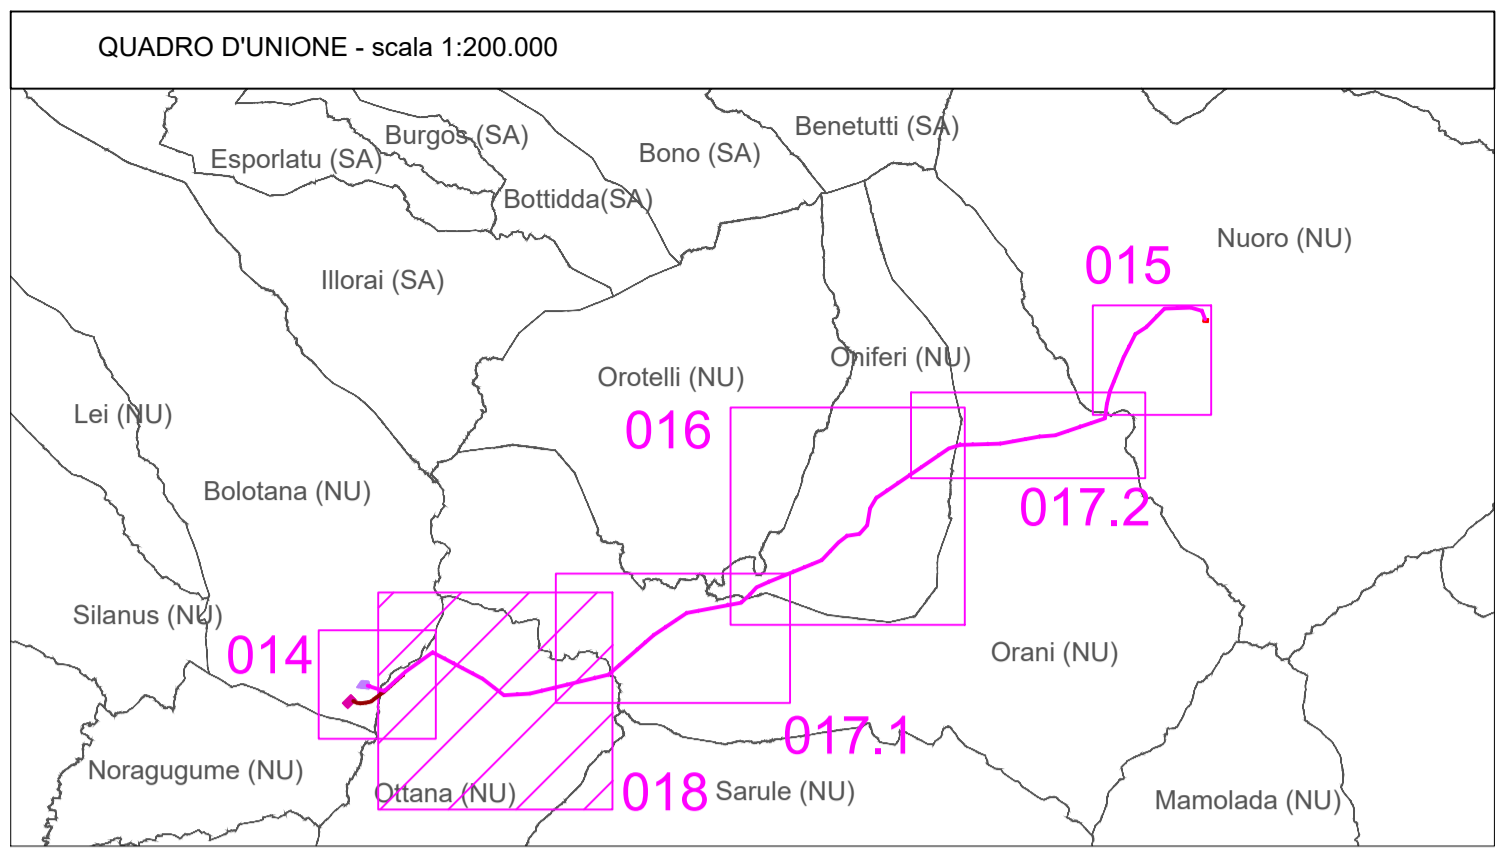 QUADRO D'UNIONE - scala 1:200.000
Benetutti (SA)
Burgos (SA)
Bono (SA)
Esporlatu (SA)
Bottidda(SA)
Nuoro (NU)
015
Illorai (SA)
Oniferi (NU)
Orotelli (NU)
Lei (NU)
016
Bolotana (NU)
017.2
Silanus (NU)
014
Orani (NU)
017.1
Noragugume (NU)
Ottana (NU)
018
Sarule (NU)
Mamolada (NU)